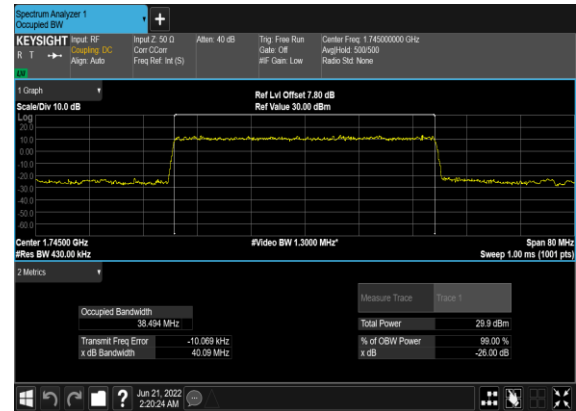 Spectrum Analyzer 1
Occupied BW
KEYSIGHT Input: RF Input Z: 50 Ω Atten: 40 dB Trig: Free Run Center Freq: 1.745000000 GHz
R T Coupling: DC Corr CCorr Gate: Off Avg|Hold: 500/500
Align: Auto Freq Ref: Int (S) #IF Gain: Low Radio Std: None
1 Graph Ref Lvl Offset 7.80 dB
Scale/Div 10.0 dB Ref Value 30.00 dBm
Log
20.0
10.0
0.00
-10.0
-20.0
-30.0
-40.0
-50.0
-60.0
Center 1.74500 GHz #Video BW 1.3000 MHz* Span 80 MHz
#Res BW 430.00 kHz Sweep 1.00 ms (1001 pts)
2 Metrics
Measure Trace Trace 1
Occupied Bandwidth
38.494 MHz Total Power 29.9 dBm
Transmit Freq Error -10.069 kHz % of OBW Power 99.00 %
x dB Bandwidth 40.09 MHz x dB -26.00 dB
Jun 21, 2022
2:20:24 AM